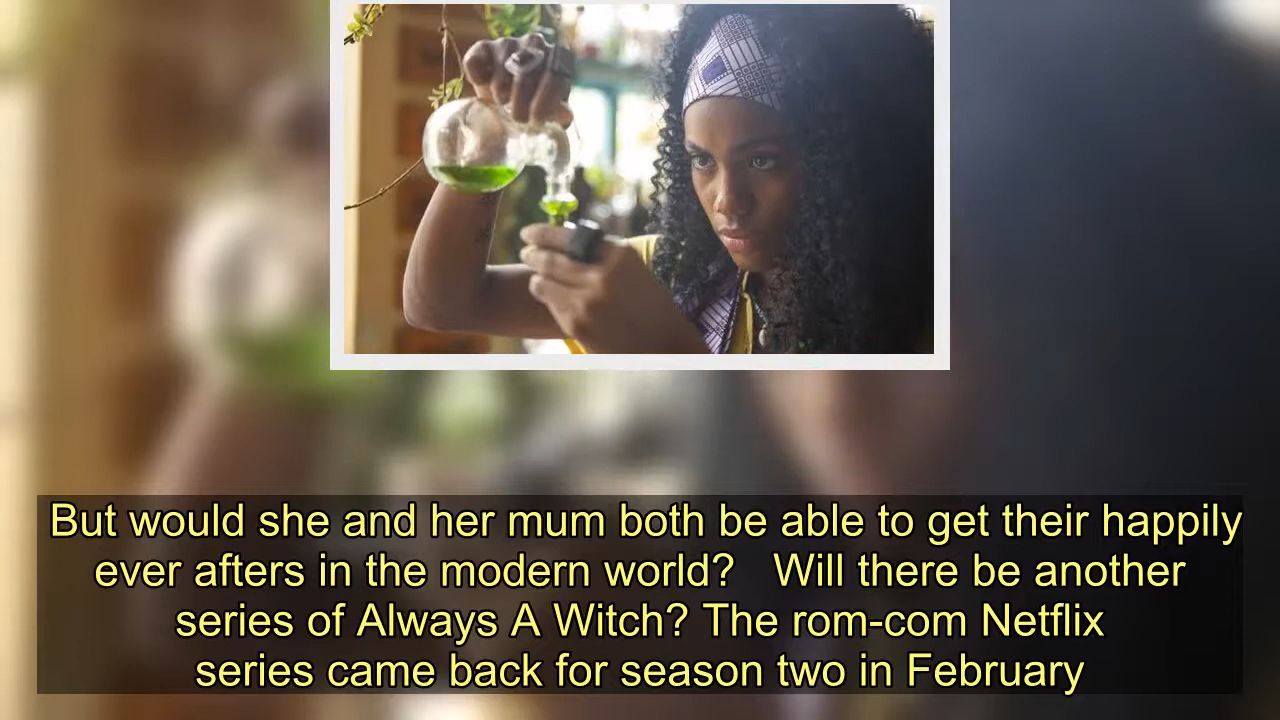 But would she and her mum both be able to get their happily
ever afters in the modern world? Will there be another
series of Always A Witch? The rom-com Netflix
series came back for season two in February